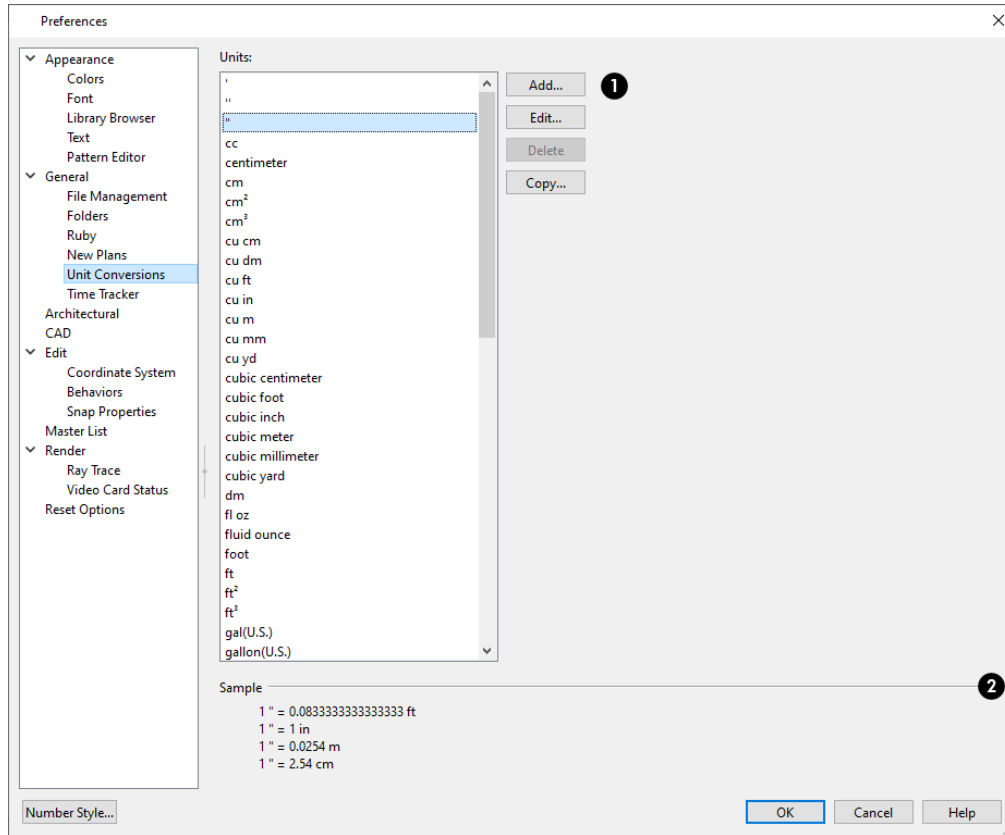 Preferences
Appearance
Colors
Font
Library Browser
Text
Pattern Editor
General
File Management
Folders
Ruby
New Plans
Unit Conversions
Time Tracker
Architectural
CAD
Edit
Coordinate System
Behaviors
Snap Properties
Master List
Render
Ray Trace
Video Card Status
Reset Options
Units:
'
''
"
cc
centimeter
cm
cm²
cm³
cu cm
cu dm
cu ft
cu in
cu m
cu mm
cu yd
cubic centimeter
cubic foot
cubic inch
cubic meter
cubic millimeter
cubic yard
dm
fl oz
fluid ounce
foot
ft
ft²
ft³
gal(U.S.)
gallon(U.S.)
Add...
1
Edit...
Delete
Copy...
Sample
2
1 " = 0.0833333333333333 ft
1 " = 1 in
1 " = 0.0254 m
1 " = 2.54 cm
Number Style...
OK
Cancel
Help